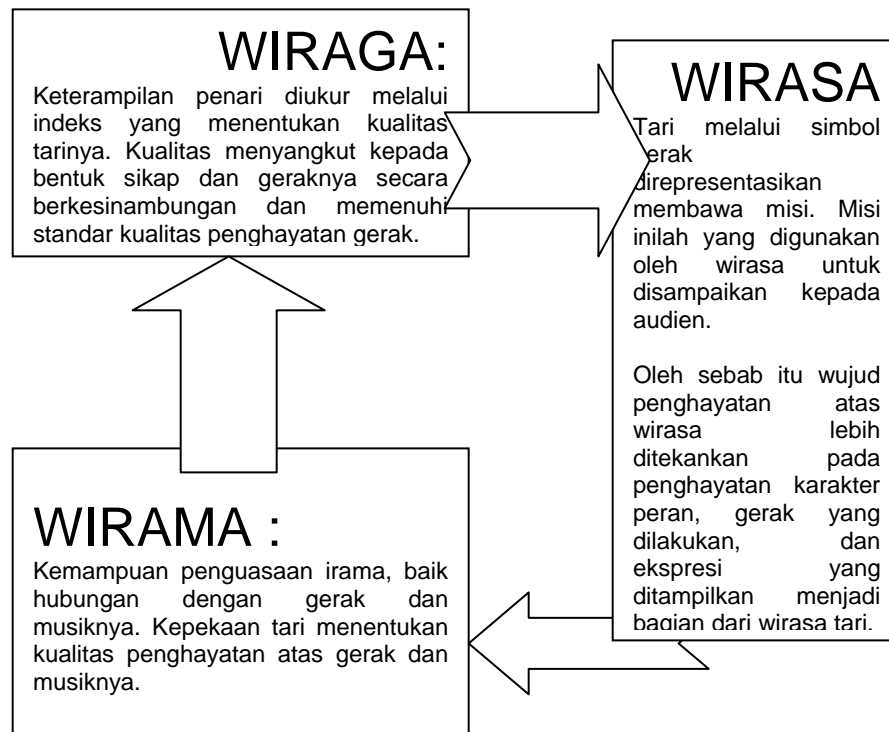 WIRAGA:
Keterampilan penari diukur melalui
indeks yang menentukan kualitas
tarinya. Kualitas menyangkut kepada
bentuk sikap dan geraknya secara
berkesinambungan dan memenuhi
standar kualitas penghayatan gerak.
WIRASA
Tari melalui simbol
gerak
direpresentasikan
membawa misi. Misi
inilah yang digunakan
oleh wirasa untuk
disampaikan kepada
audien.
Oleh sebab itu wujud
penghayatan atas
wirasa lebih
ditekankan pada
penghayatan karakter
peran, gerak yang
dilakukan, dan
ekspresi yang
ditampilkan menjadi
bagian dari wirasa tari.
WIRAMA :
Kemampuan penguasaan irama, baik
hubungan dengan gerak dan
musiknya. Kepekaan tari menentukan
kualitas penghayatan atas gerak dan
musiknya.